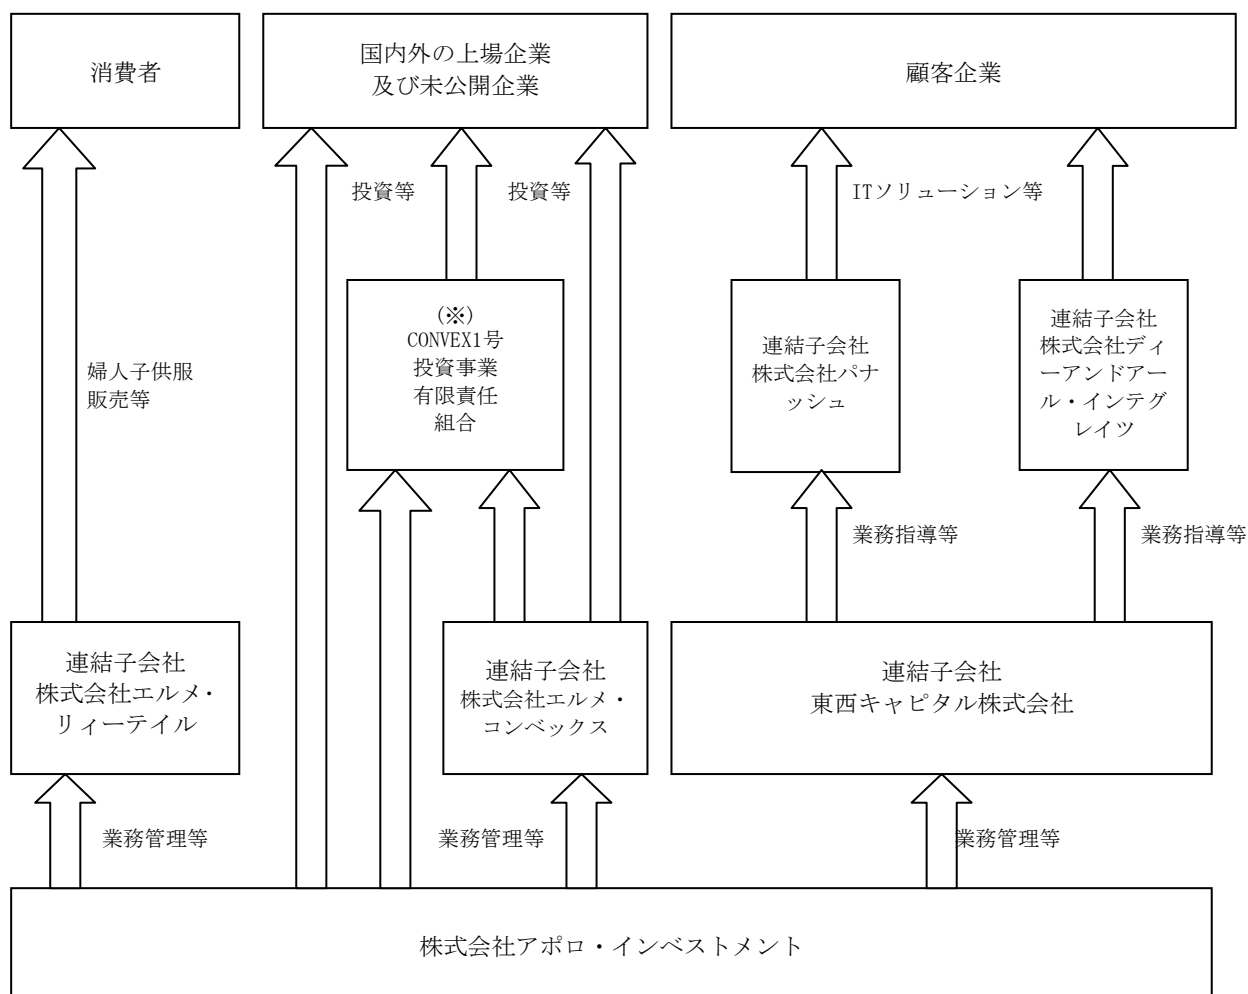 消費者
国内外の上場企業
及び未公開企業
顧客企業
投資等
投資等
ITソリューション等
婦人子供服
販売等
(※)
CONVEX1号
投資事業
有限責任
組合
連結子会社
株式会社パナ
ッシュ
連結子会社
株式会社ディ
ーアンドアー
ル・インテグ
レイツ
業務指導等
業務指導等
連結子会社
株式会社エルメ・
リィーテイル
連結子会社
株式会社エルメ・
コンベックス
連結子会社
東西キャピタル株式会社
業務管理等
業務管理等
業務管理等
株式会社アポロ・インベストメント